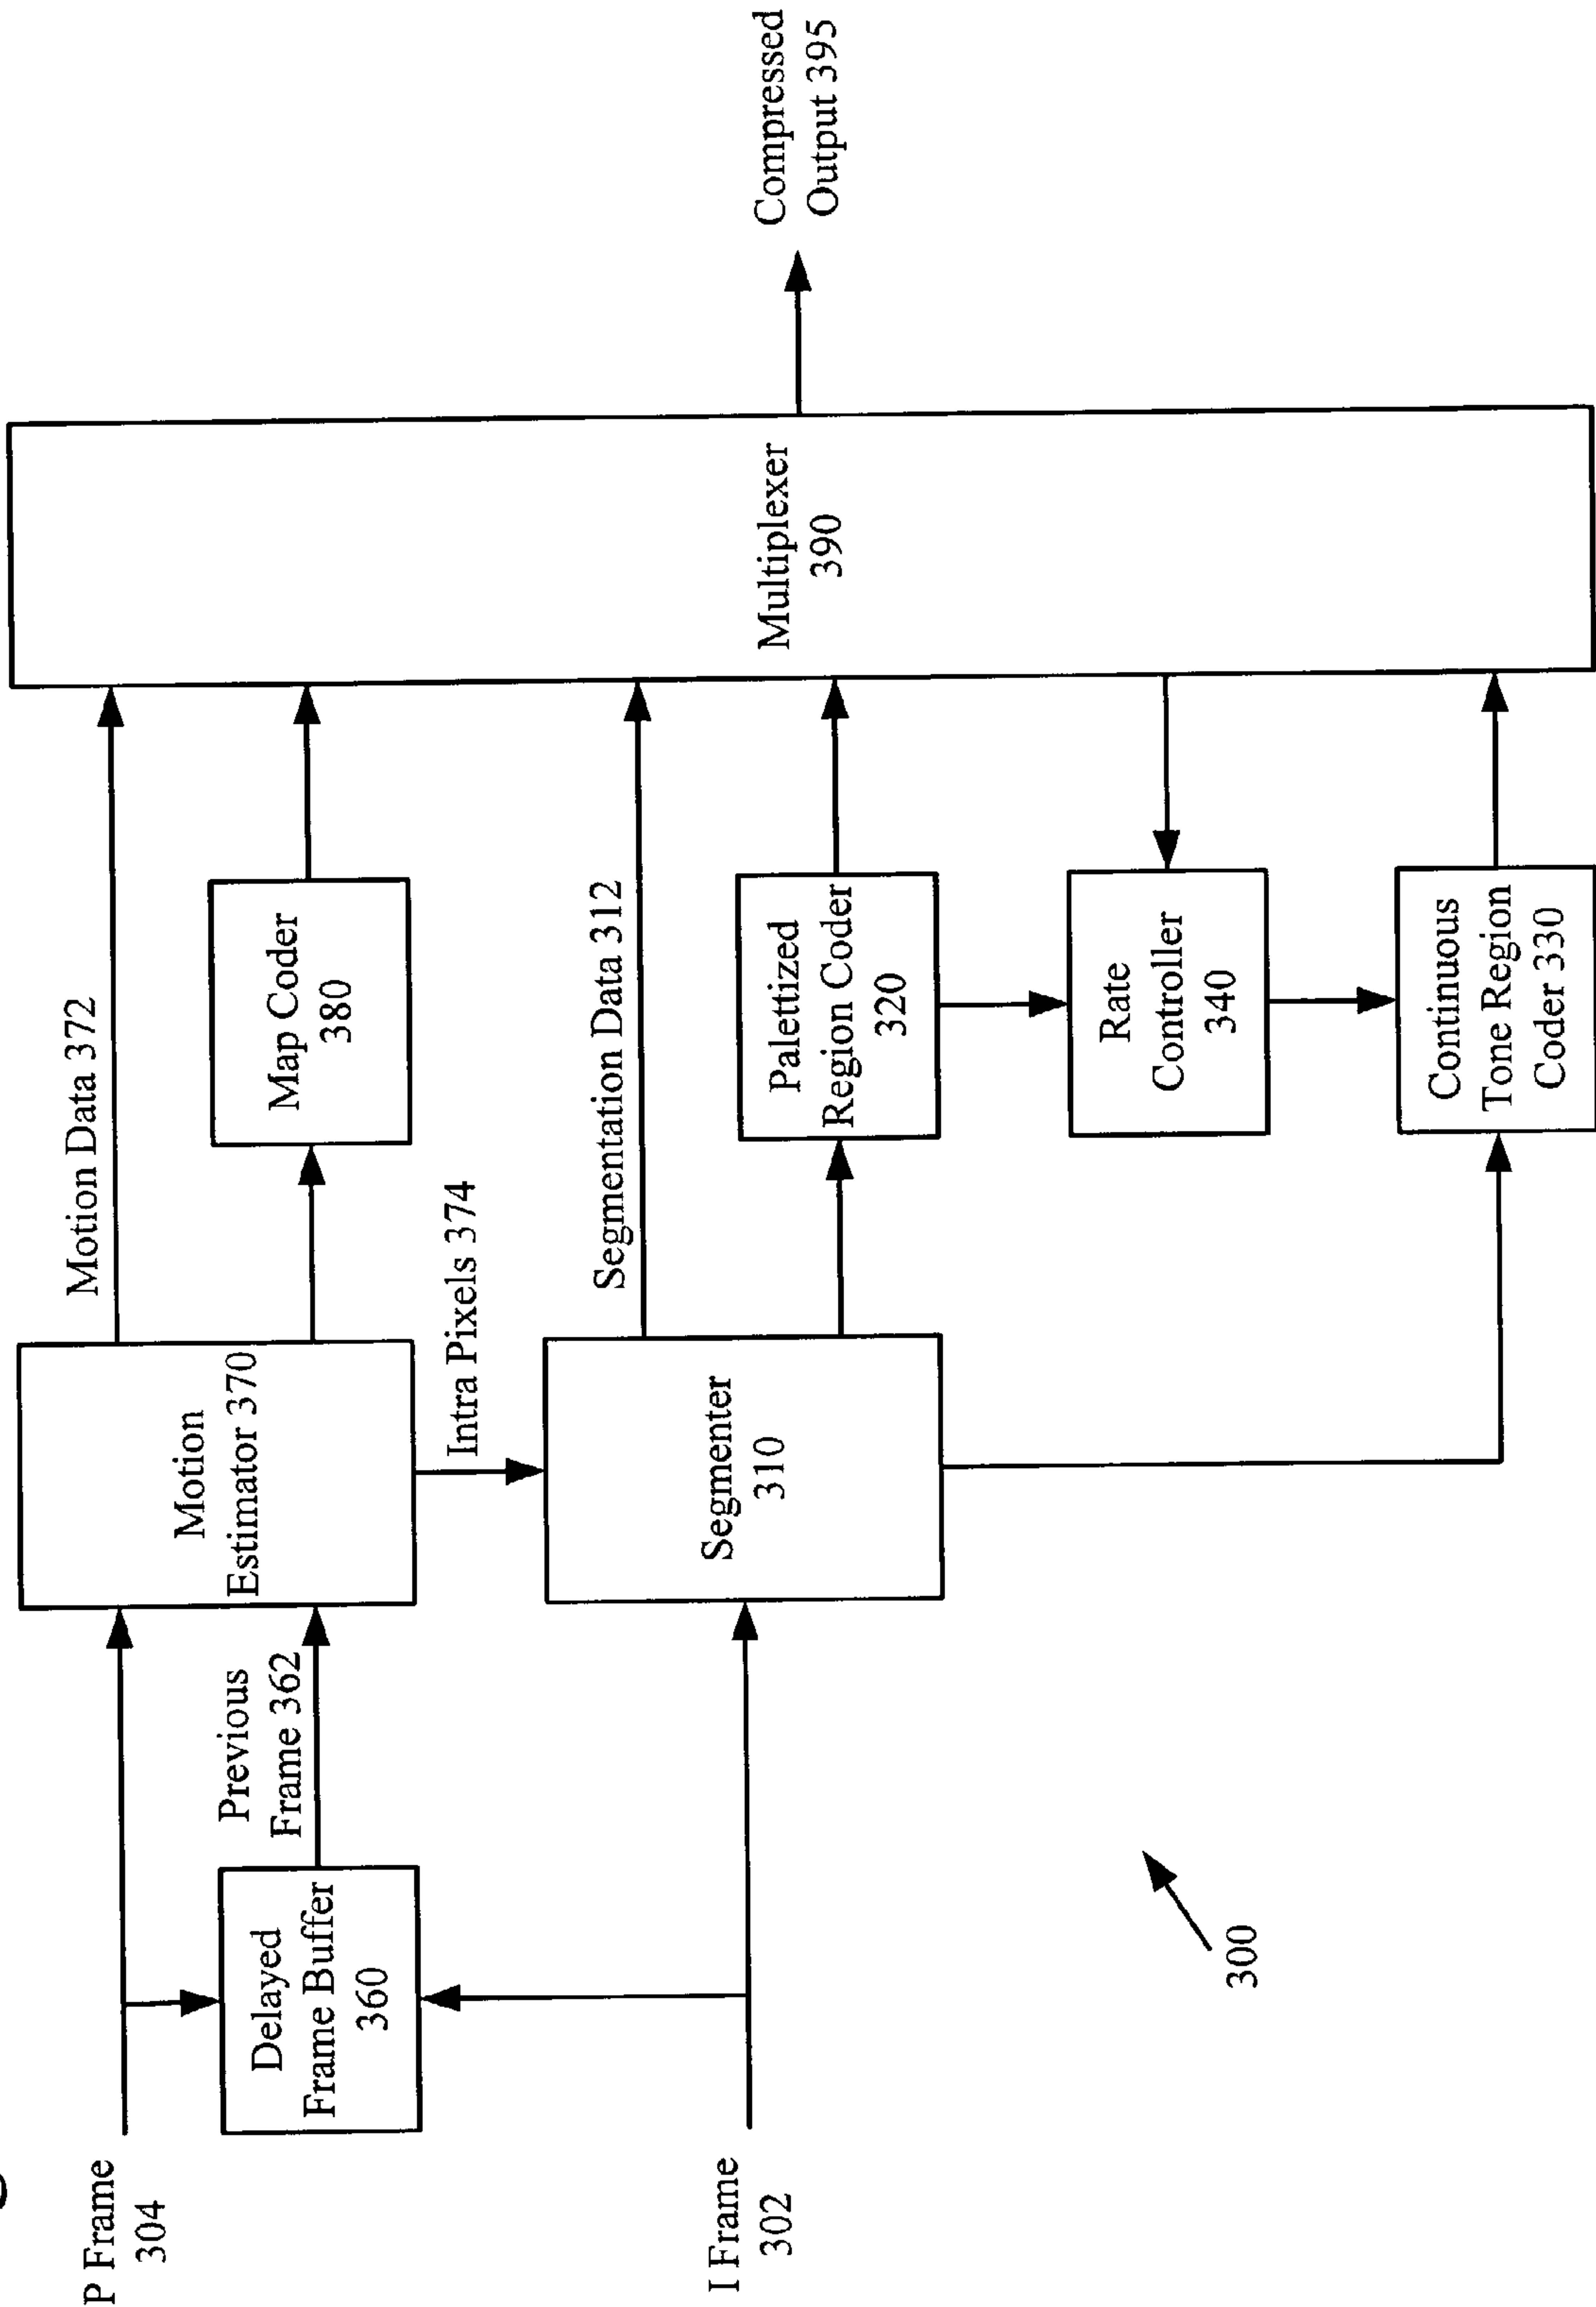 P Frame
304
Delayed
Frame Buffer
360
Previous
Frame 362
I Frame
302
Motion
Estimator 370
Motion Data 372
Map Coder
380
Intra Pixels 374
Segmenter
310
Segmentation Data 312
Palettized
Region Coder
320
Rate
Controller
340
Continuous
Tone Region
Coder 330
Multiplexer
390
Compressed
Output 395
300